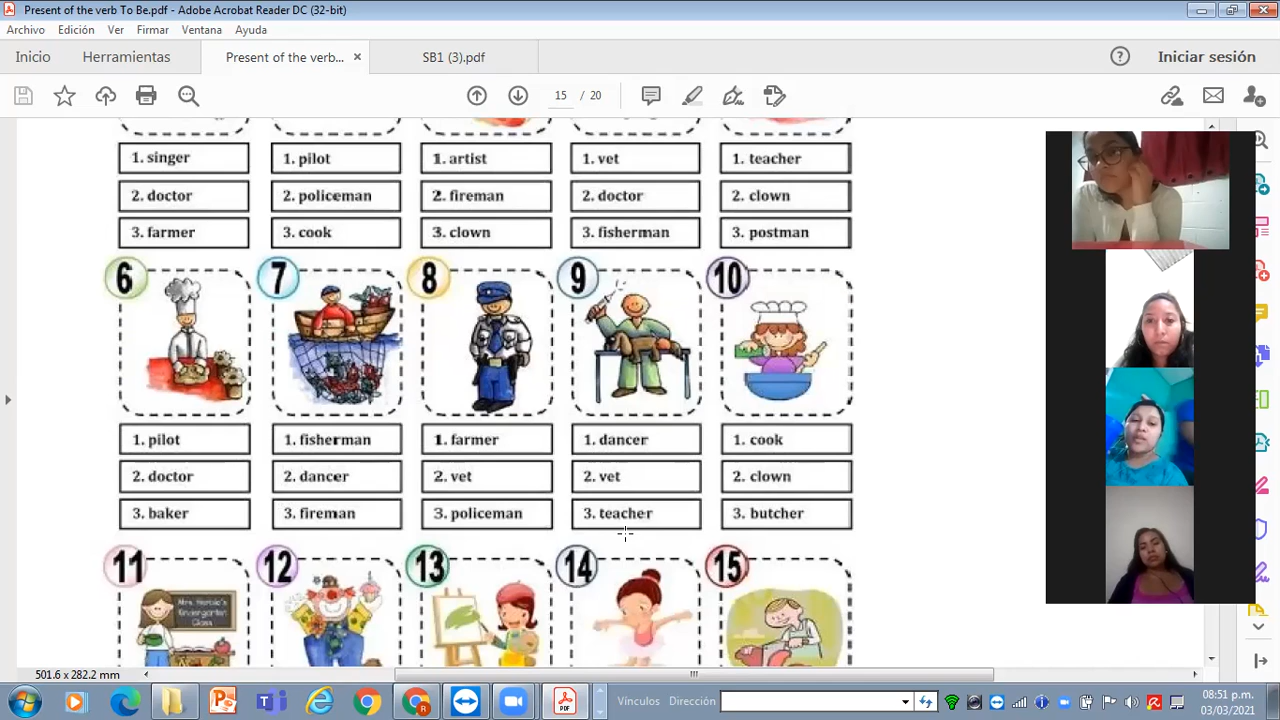 Present of the verb To Be.pdf - Adobe Acrobat Reader DC (32-bit)
Archivo Edición Ver Firmar Ventana Ayuda
Inicio Herramientas Present of the verb... × SB1 (3).pdf ? Iniciar sesión
15 / 20
1. singer 1. pilot 1. artist 1. vet 1. teacher
2. doctor 2. policeman 2. fireman 2. doctor 2. clown
3. farmer 3. cook 3. clown 3. fisherman 3. postman
6 7 8 9 10
1. pilot 1. fisherman 1. farmer 1. dancer 1. cook
2. doctor 2. dancer 2. vet 2. vet 2. clown
3. baker 3. fireman 3. policeman 3. teacher 3. butcher
11 12 13 14 15
Kindergarten
Class
501.6 x 282.2 mm
Vínculos Dirección 08:51 p.m.
03/03/2021